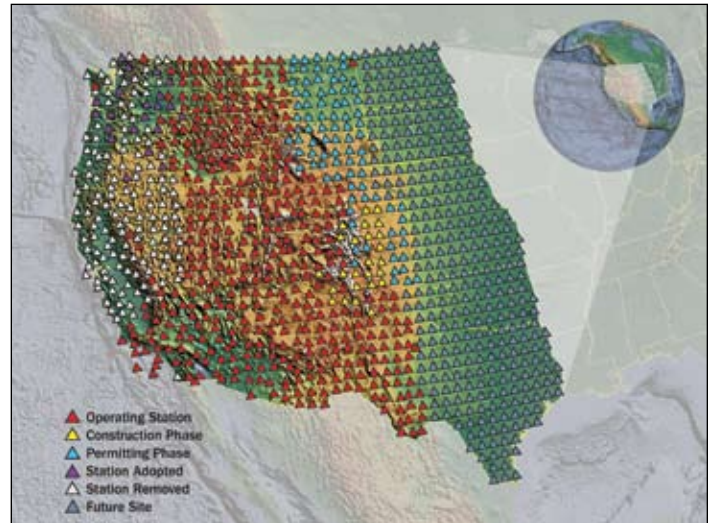 Operating Station
Construction Phase
Permitting Phase
Station Adopted
Station Removed
Future Site